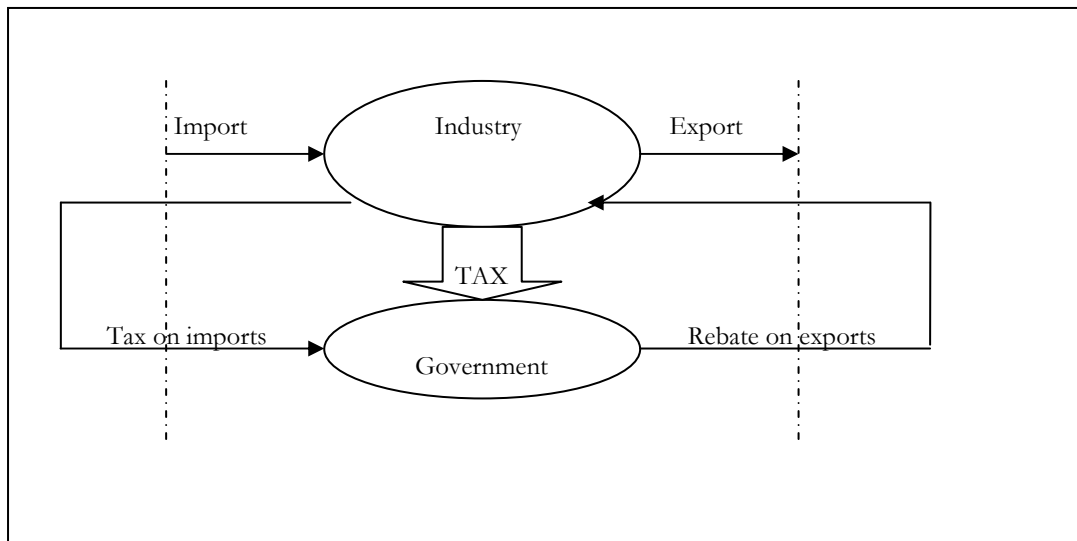 Import
Industry
Export
TAX
Tax on imports
Rebate on exports
Government